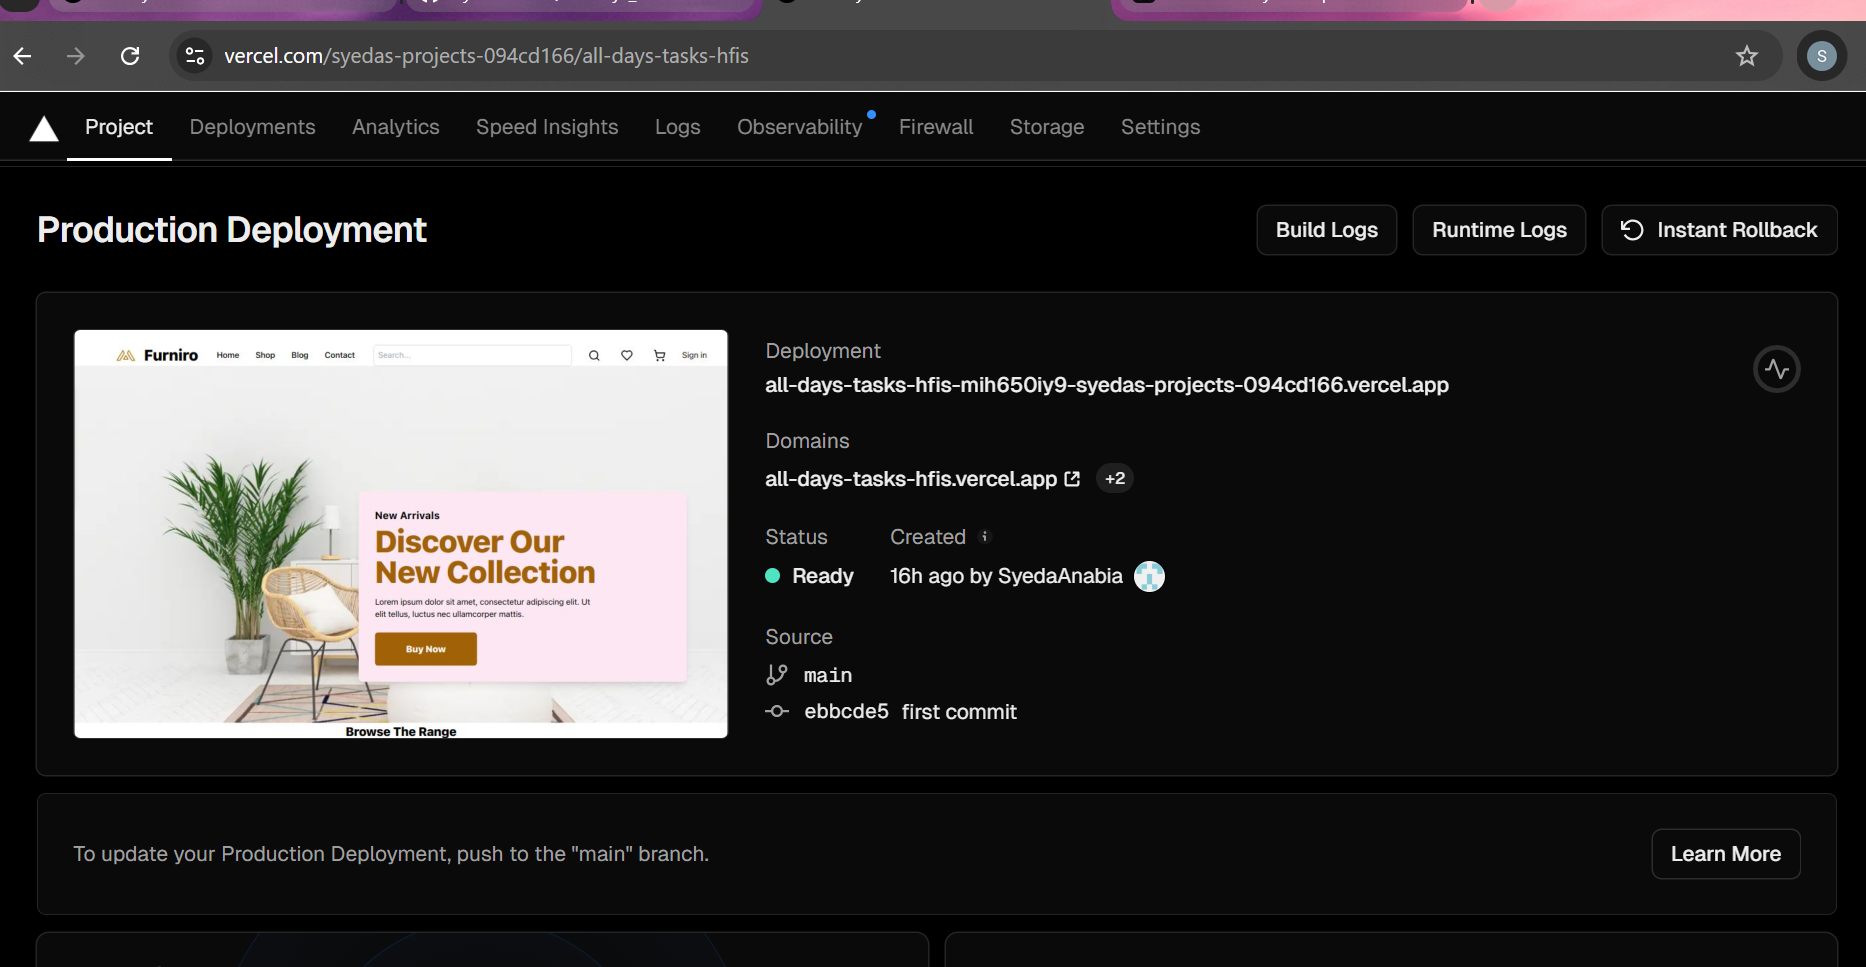 vercel.com/syedas-projects-094cd166/all-days-tasks-hfis
S
Project Deployments Analytics Speed Insights Logs Observability Firewall Storage Settings
Production Deployment
Build Logs Runtime Logs Instant Rollback
Furniro Home Shop Blog Contact Search... Sign in
New Arrivals
Discover Our
New Collection
Lorem ipsum dolor sit amet, consectetur adipiscing elit. Ut
elit tellus, luctus nec ullamcorper mattis.
Buy Now
Browse The Range
Deployment
all-days-tasks-hfis-mih650iy9-syedas-projects-094cd166.vercel.app
Domains
all-days-tasks-hfis.vercel.app +2
Status Created
Ready 16h ago by SyedaAnabia
Source
main
ebbcde5 first commit
To update your Production Deployment, push to the "main" branch.
Learn More